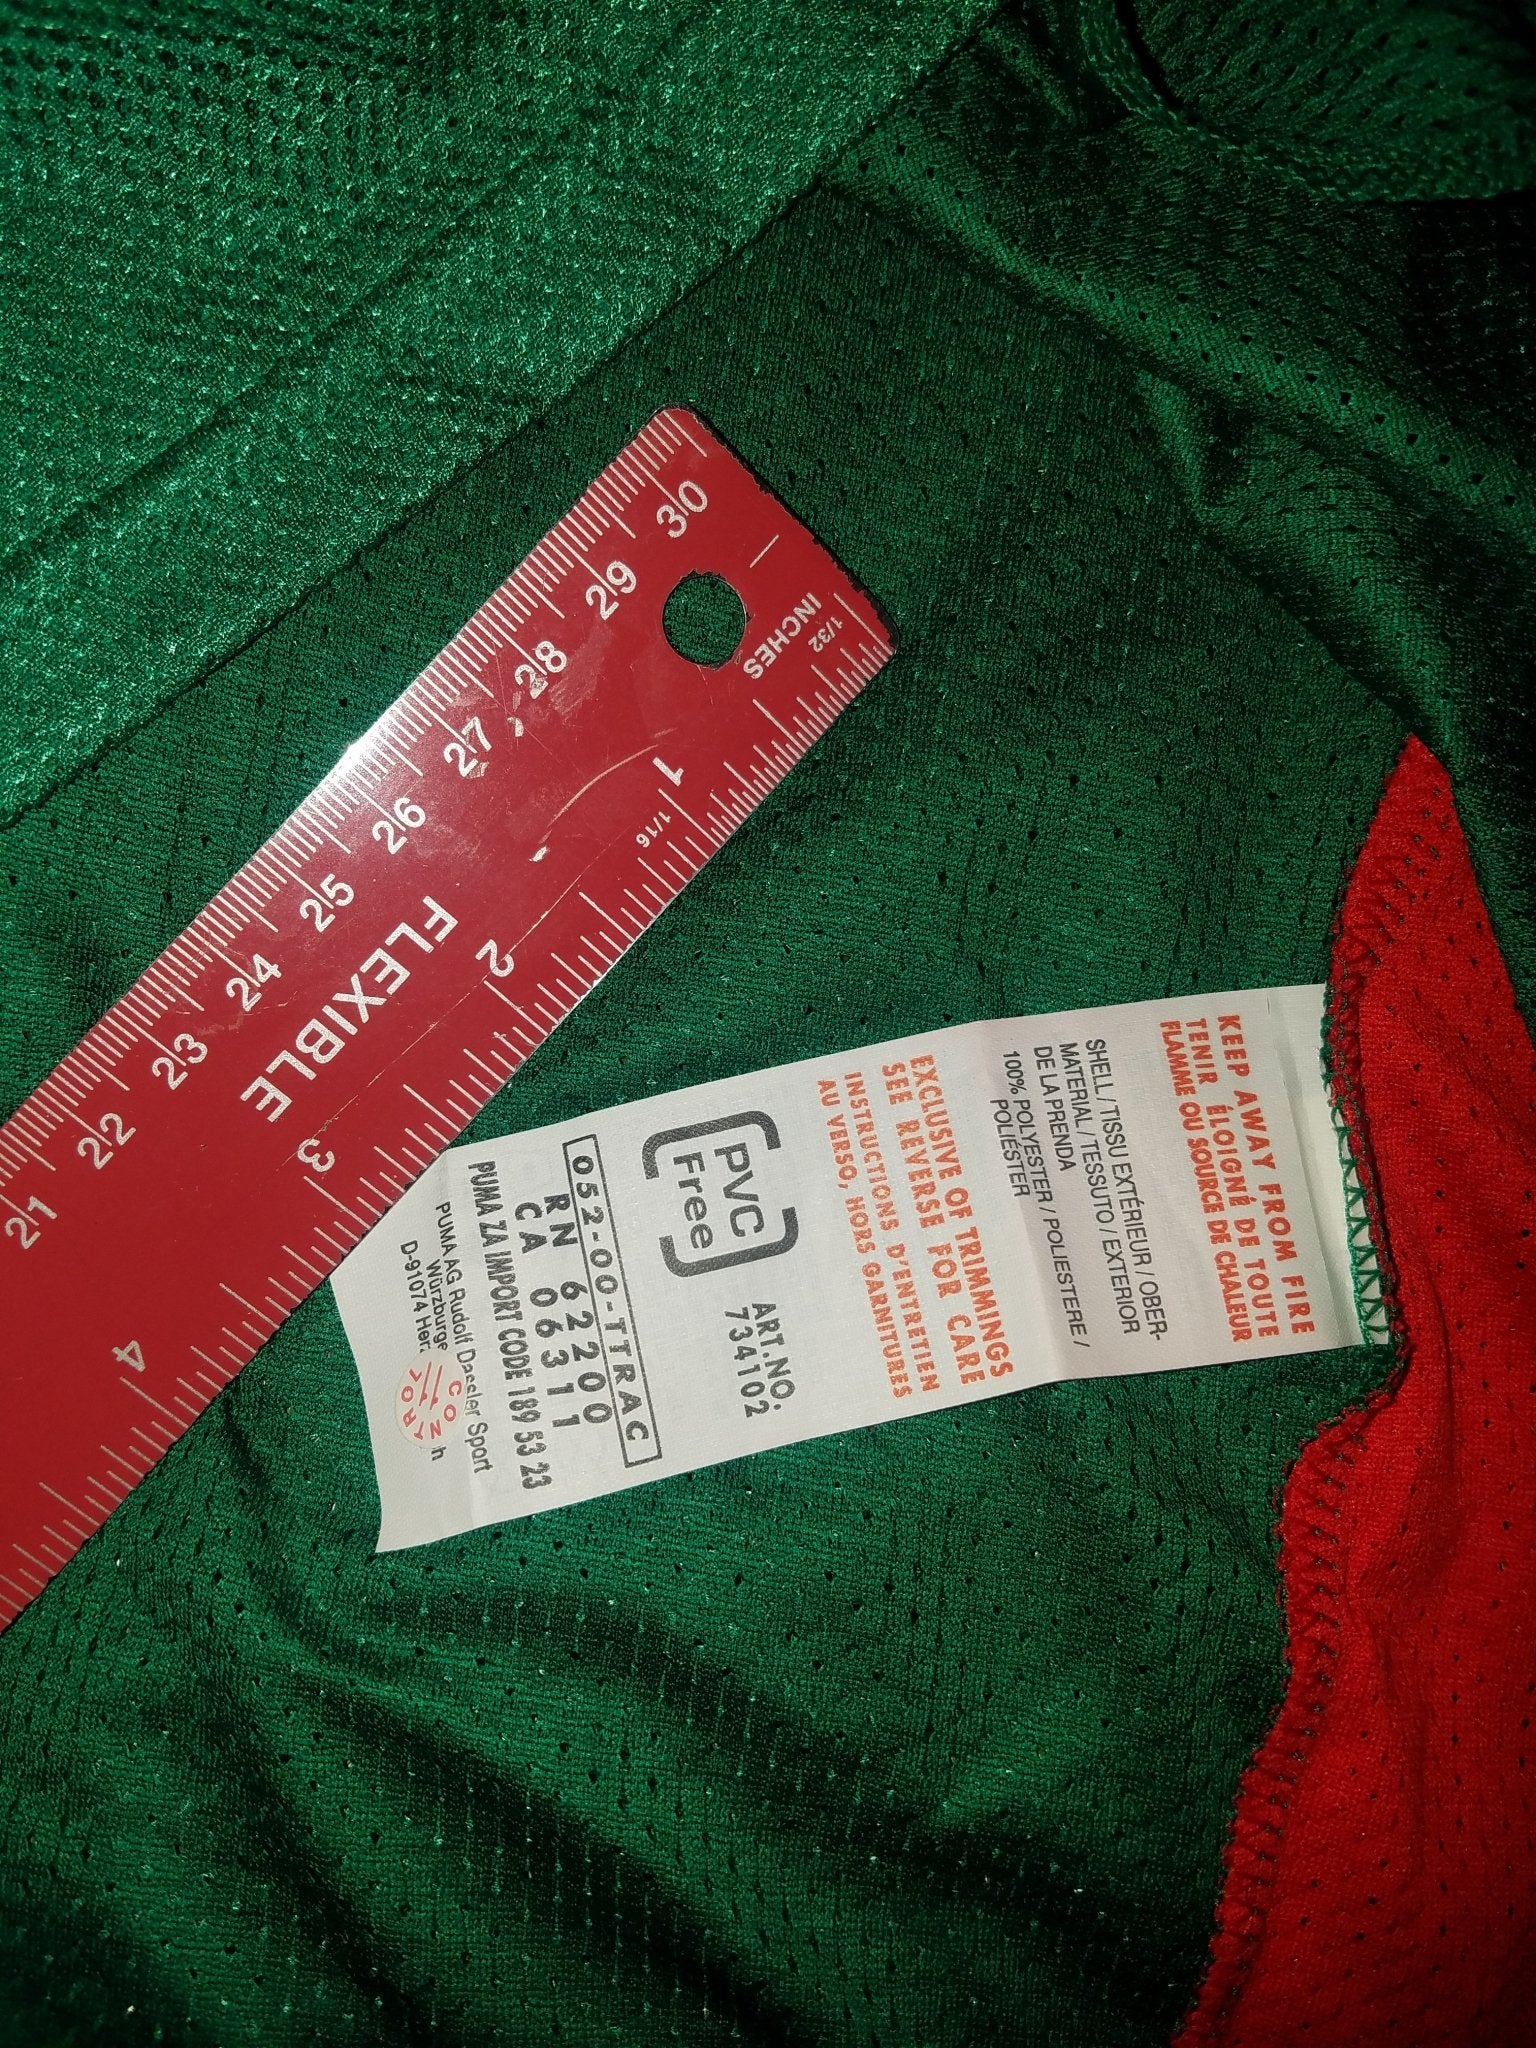 30
29
28
27
26
25
24
23
22
21
1/32
INCHES
1
1/16
2
FLEXIBLE
3
4
KEEP AWAY FROM FIRE
TENIR ÉLOIGNÉ DE TOUTE
FLAMME OU SOURCE DE CHALEUR
SHELL / TISSU EXTÉRIEUR / OBER-
MATERIAL / TESSUTO / EXTERIOR
DE LA PRENDA
100% POLYESTER / POLIESTERE /
POLIÉSTER
EXCLUSIVE OF TRIMMINGS
SEE REVERSE FOR CARE
INSTRUCTIONS D'ENTRETIEN
AU VERSO, HORS GARNITURES
PVC
Free
ART.NO.
734102
052-00-TTRAC
RN 62200
CA 06311
PUMA ZA IMPORT CODE 189 53 23
PUMA AG Rudolf Dassler Sport
Würzburge
D-91074 Her